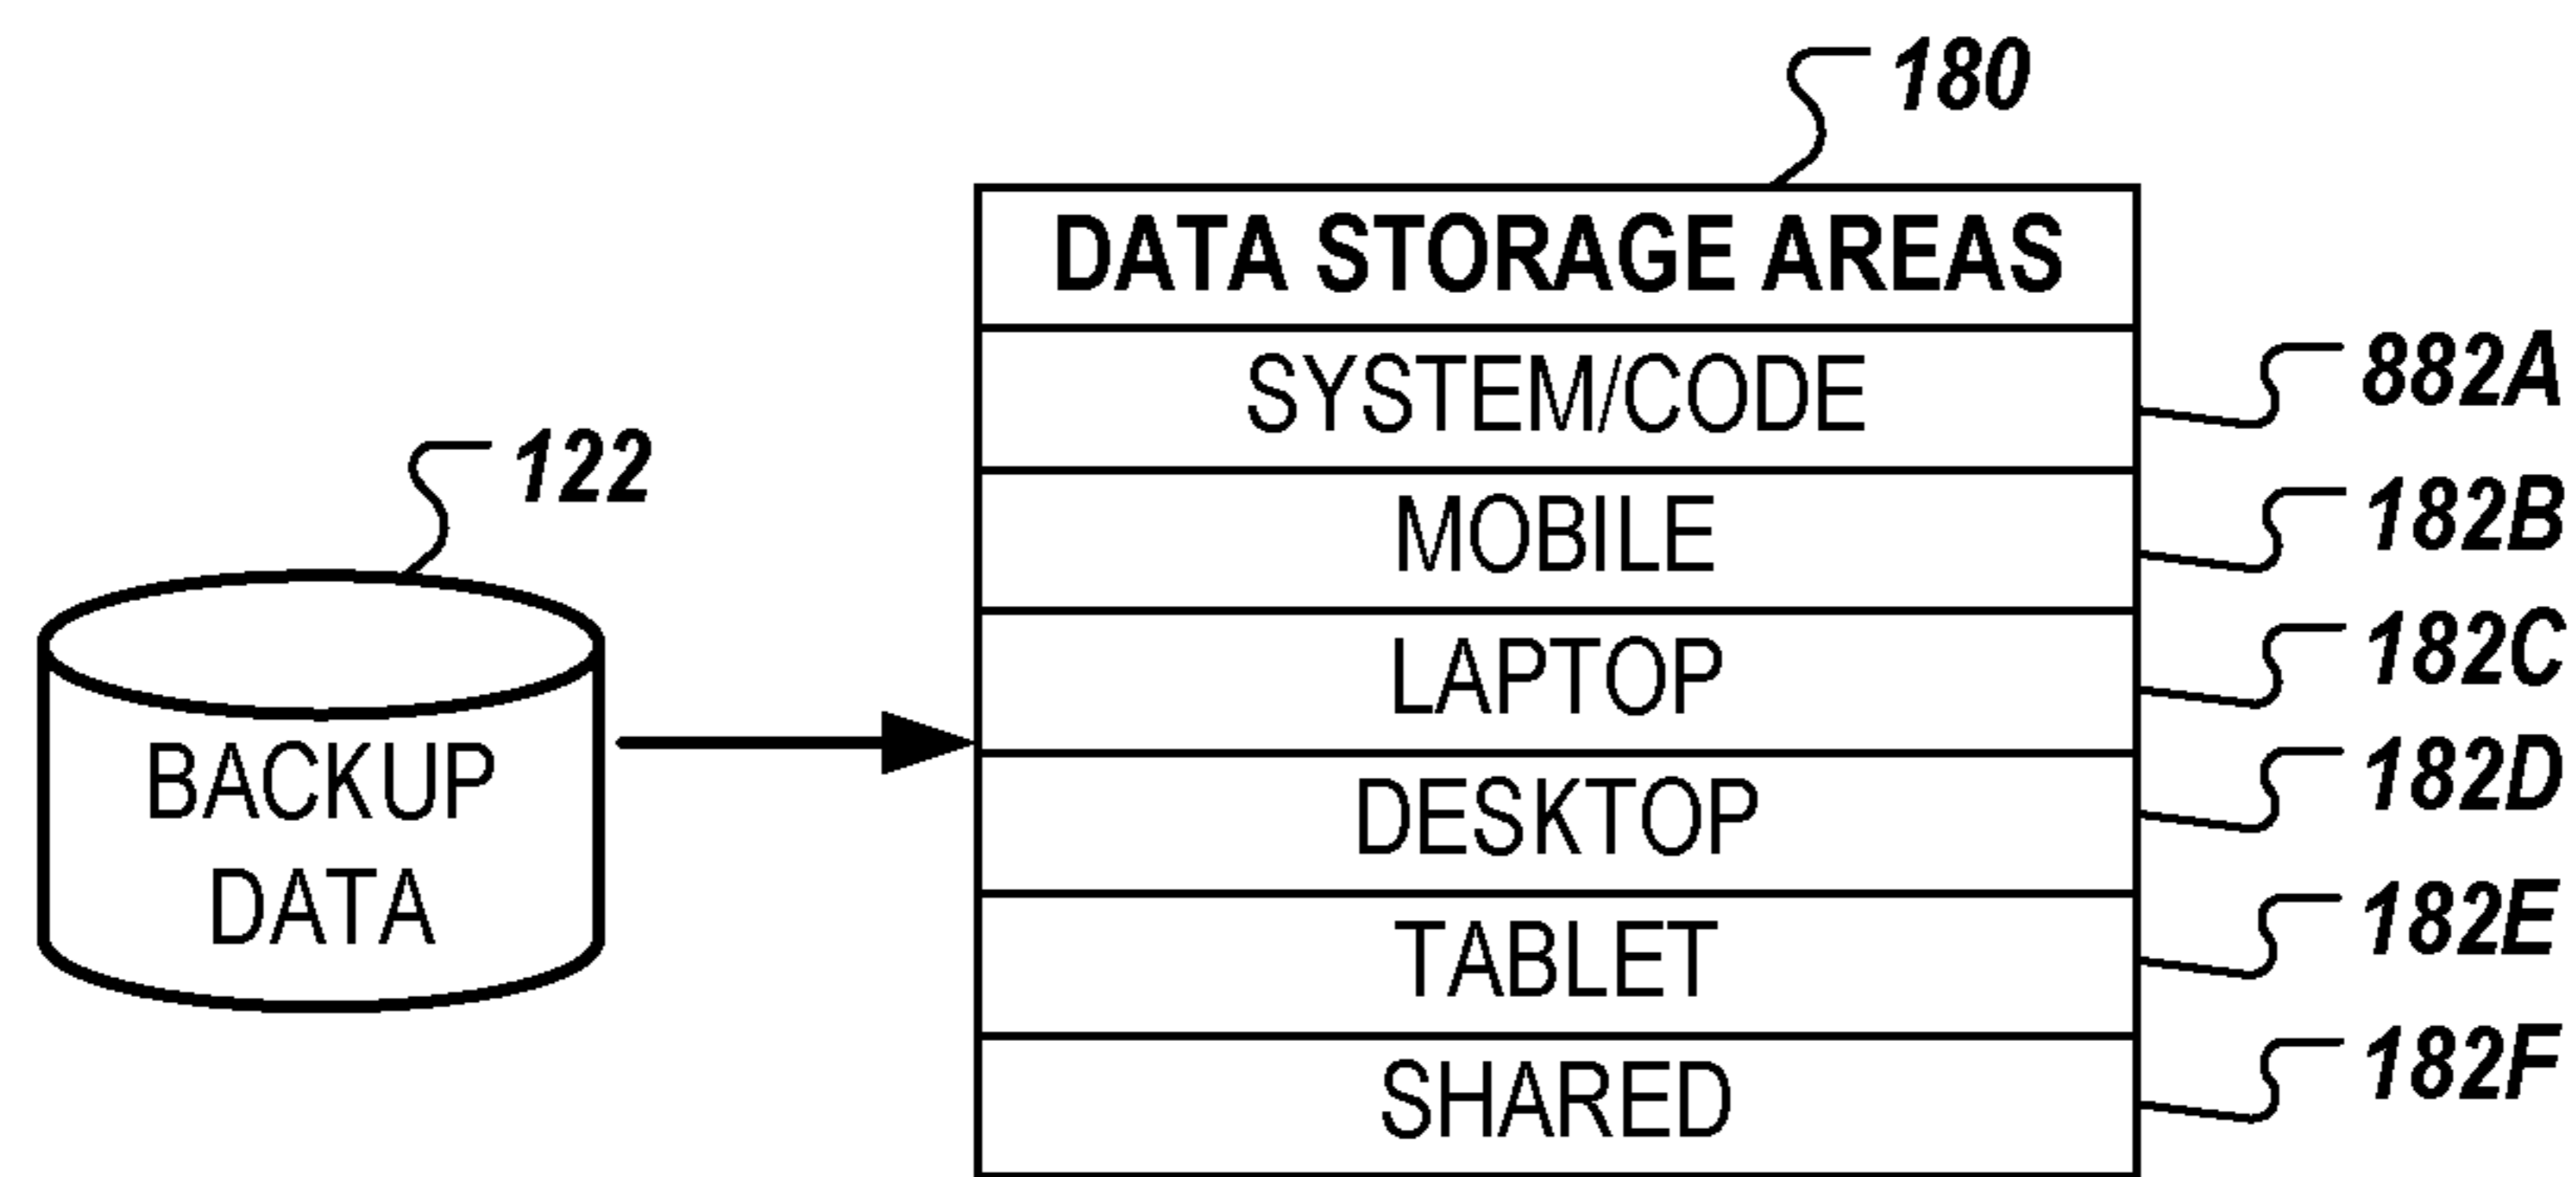 180
DATA STORAGE AREAS
SYSTEM/CODE
882A
MOBILE
182B
LAPTOP
182C
DESKTOP
182D
TABLET
182E
SHARED
182F
122
BACKUP
DATA